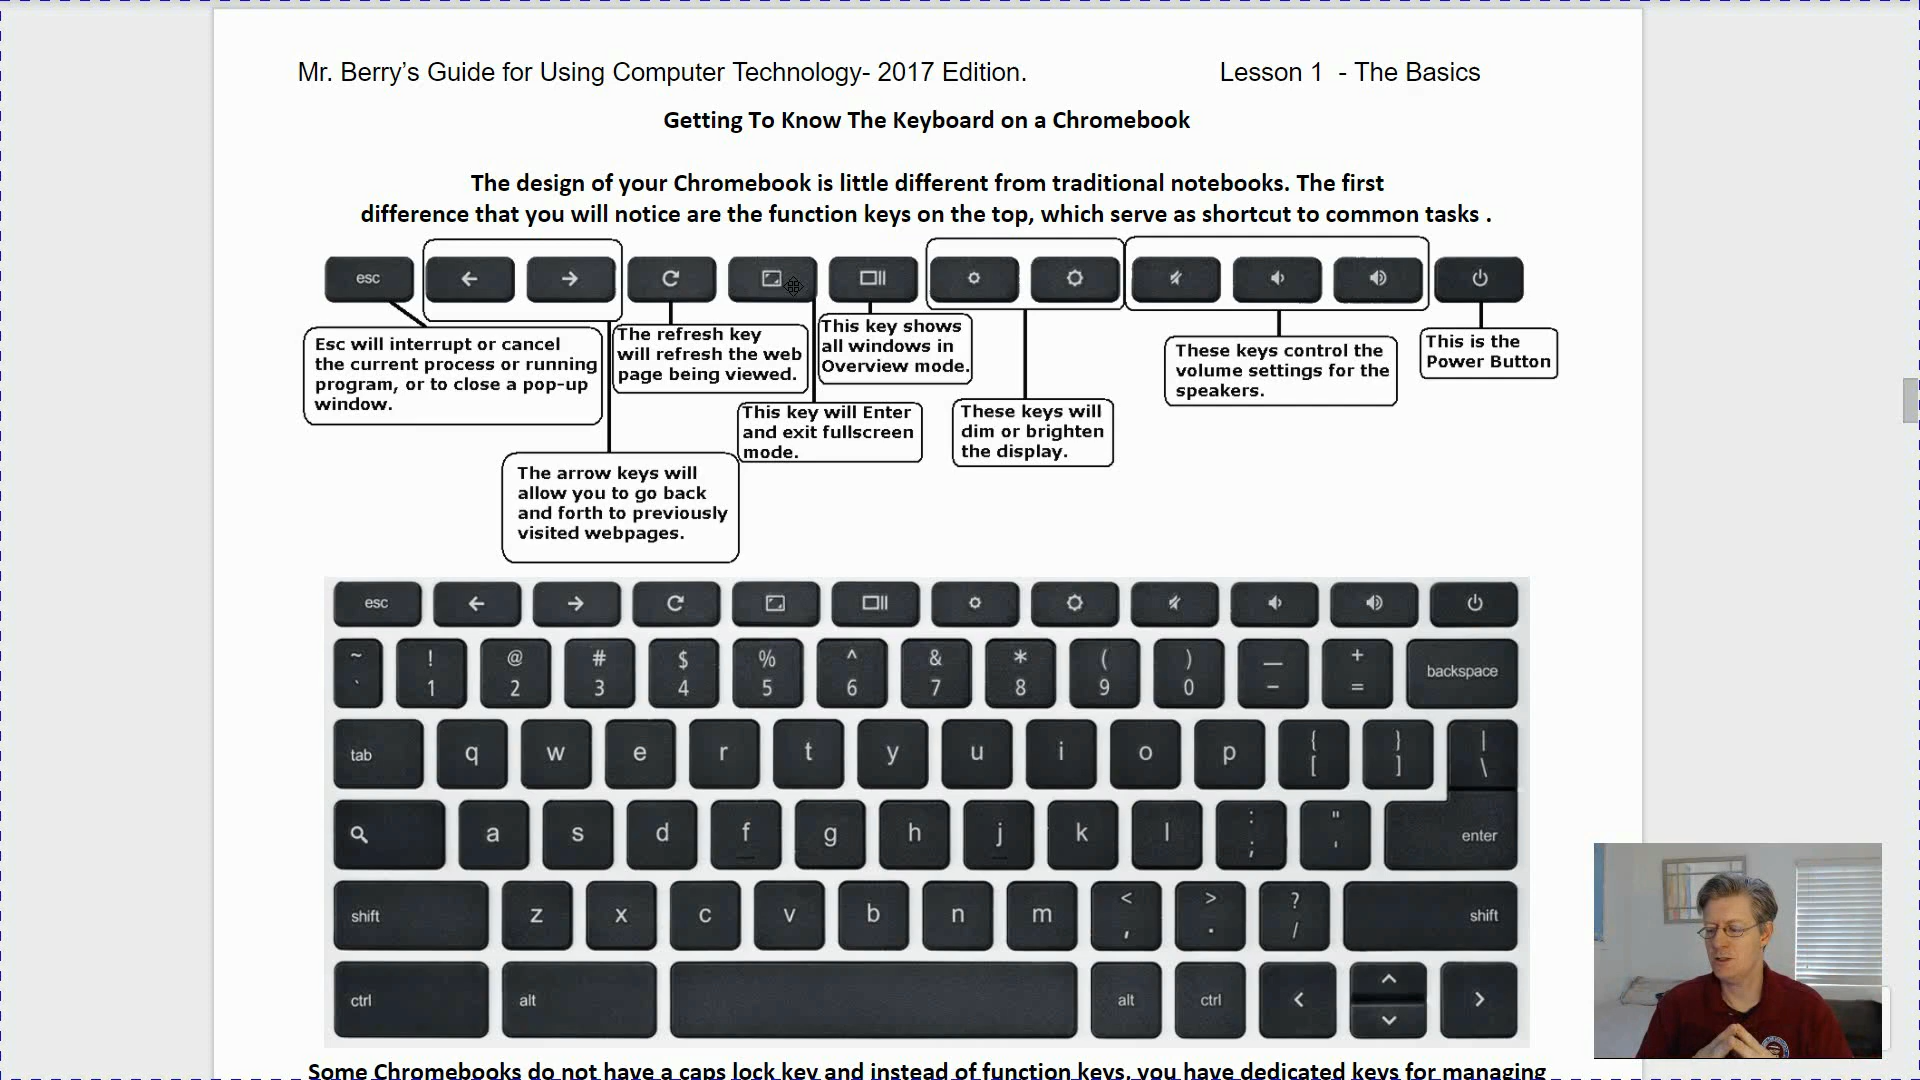 Mr. Berry's Guide for Using Computer Technology- 2017 Edition. Lesson 1 - The Basics
Getting To Know The Keyboard on a Chromebook
The design of your Chromebook is little different from traditional notebooks. The first
difference that you will notice are the function keys on the top, which serve as shortcut to common tasks .
esc
Esc will interrupt or cancel
the current process or running
program, or to close a pop-up
window.
The arrow keys will
allow you to go back
and forth to previously
visited webpages.
The refresh key
will refresh the web
page being viewed.
This key will Enter
and exit fullscreen
mode.
This key shows
all windows in
Overview mode.
These keys will
dim or brighten
the display.
These keys control the
volume settings for the
speakers.
This is the
Power Button
esc
~ ! @ # $ % ^ & * ( ) — +
` 1 2 3 4 5 6 7 8 9 0 - = backspace
tab q w e r t y u i o p { [ } ] | \
a s d f g h j k l : ; " ' enter
shift z x c v b n m < , > . ? / shift
ctrl alt alt ctrl < ^ v >
Some Chromebooks do not have a caps lock key and instead of function keys, you have dedicated keys for managing